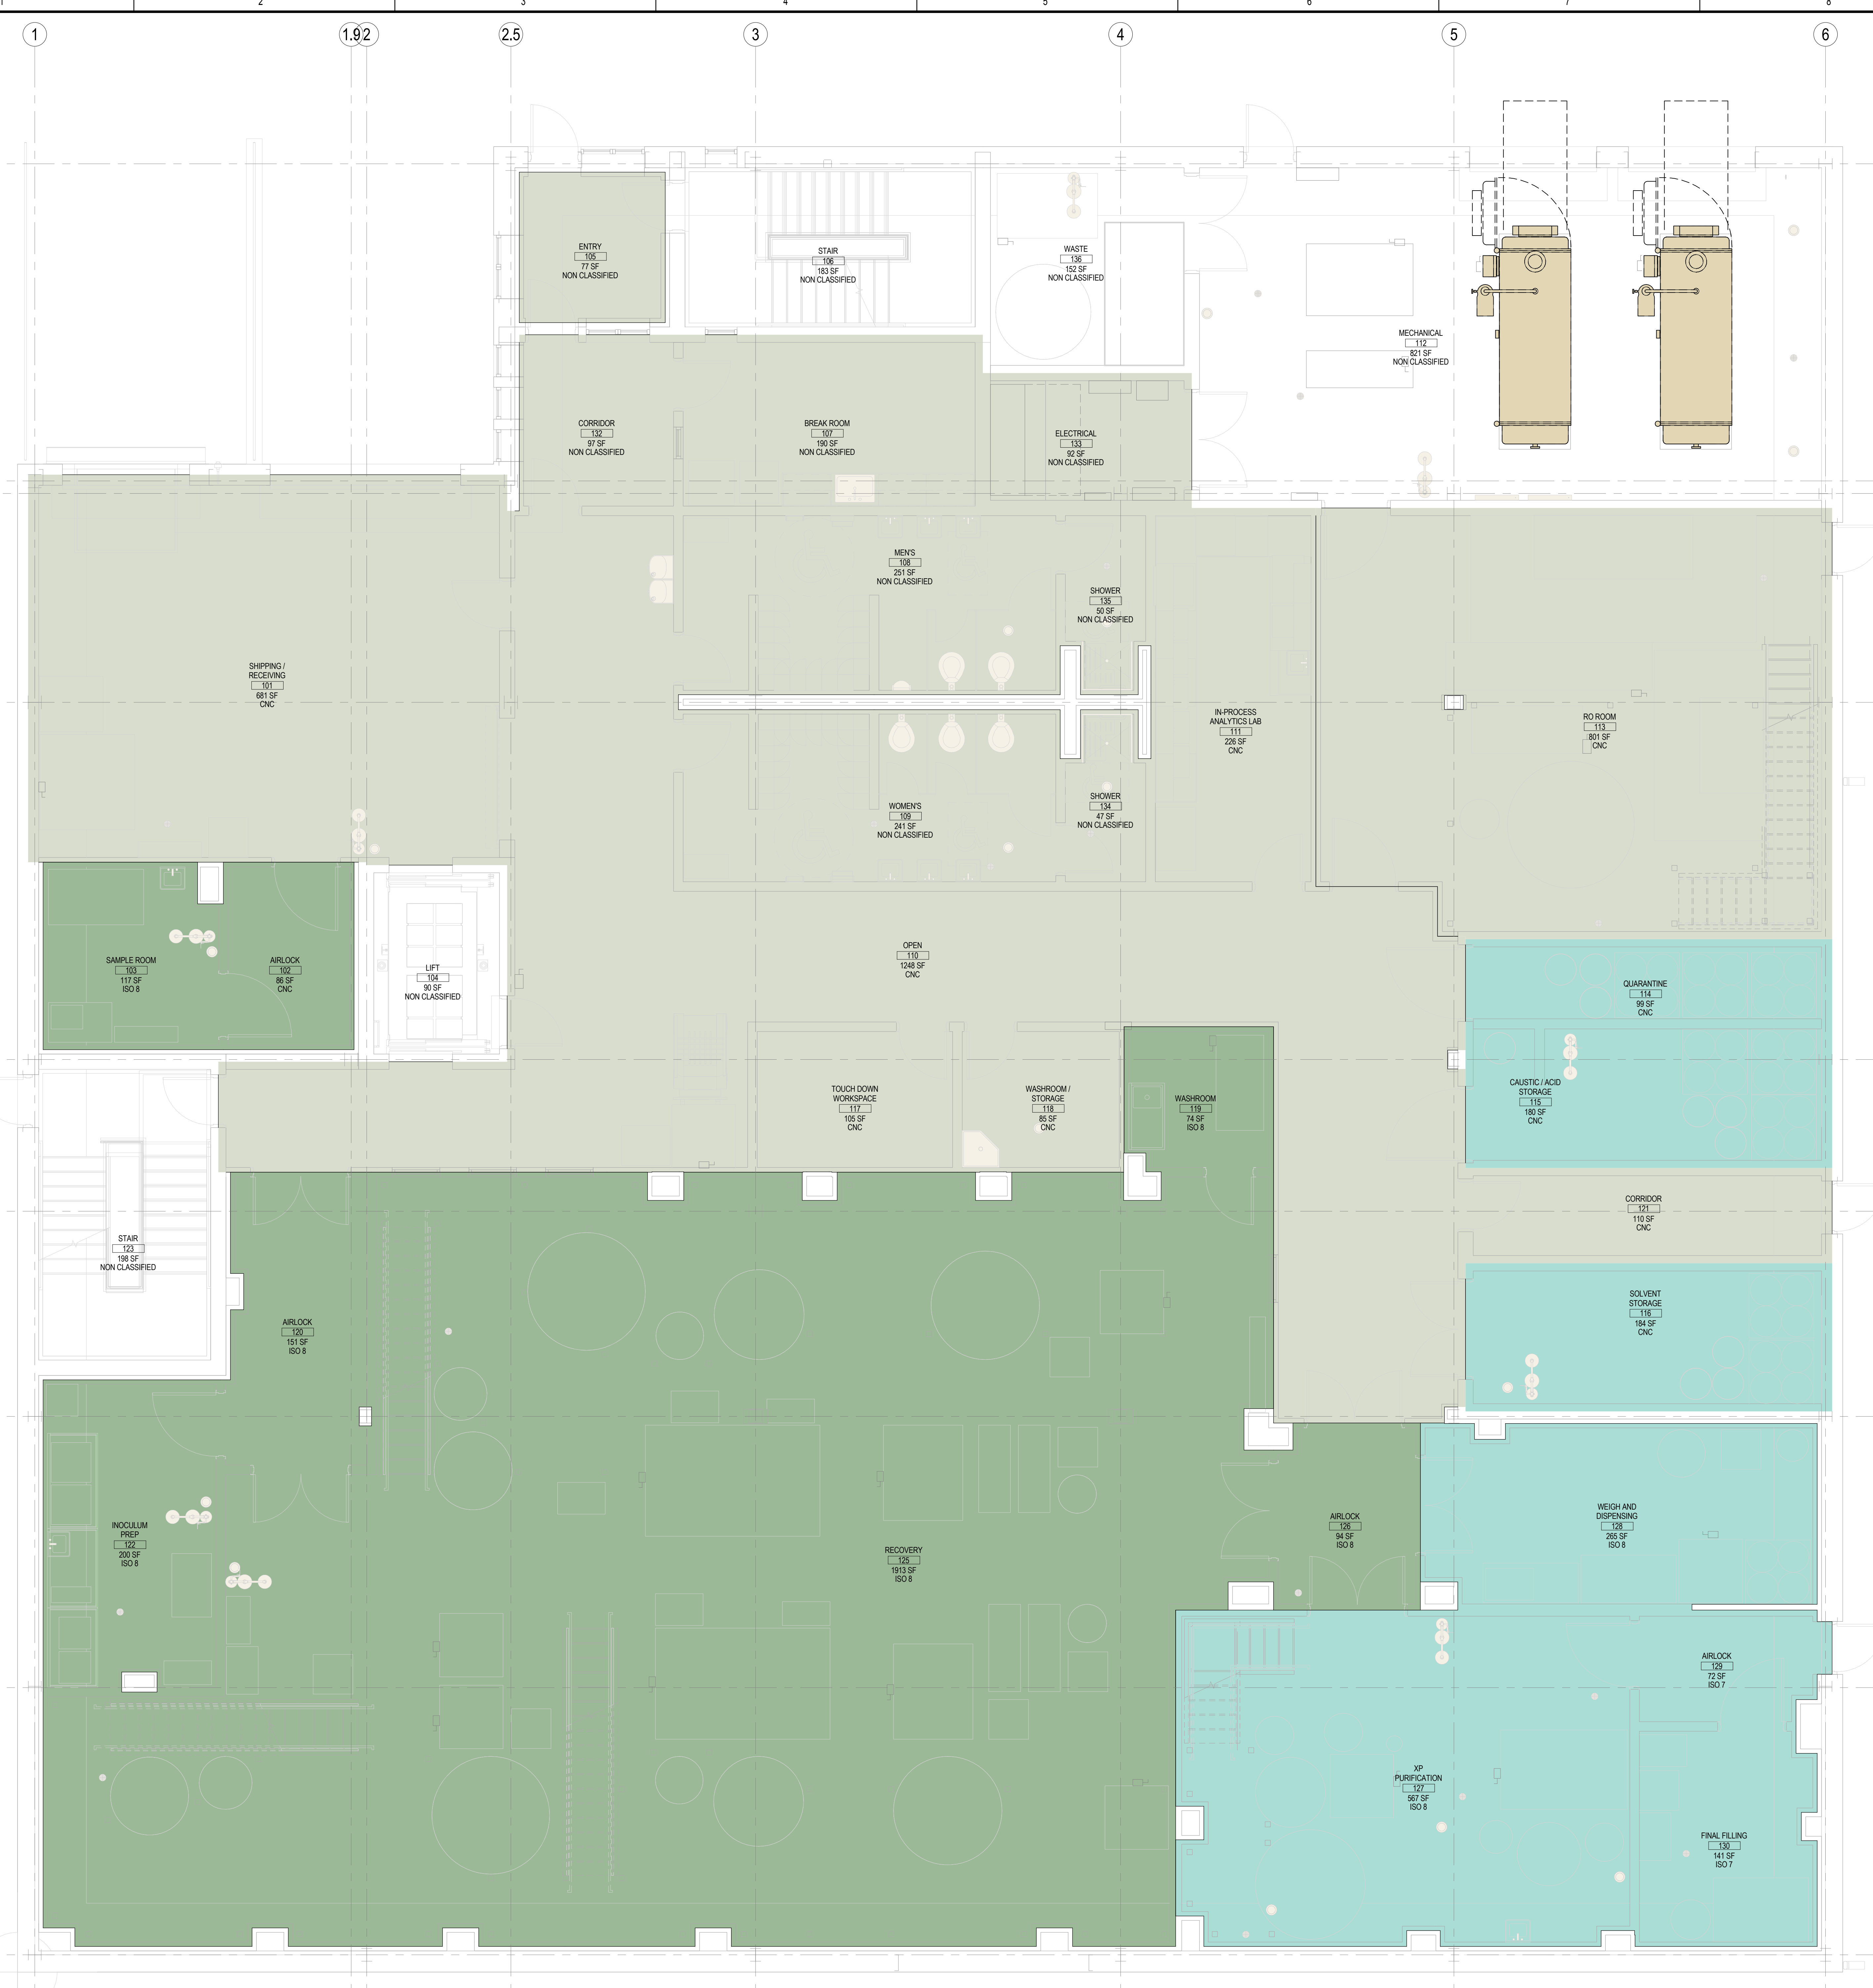 1 2 3 4 5 6 7 8
1 1.9 2 2.5 3 4 5 6
ENTRY
105
77 SF
NON CLASSIFIED
STAIR
106
183 SF
NON CLASSIFIED
WASTE
136
152 SF
NON CLASSIFIED
MECHANICAL
112
821 SF
NON CLASSIFIED
CORRIDOR
132
97 SF
NON CLASSIFIED
BREAK ROOM
107
190 SF
NON CLASSIFIED
ELECTRICAL
133
92 SF
NON CLASSIFIED
MEN'S
108
251 SF
NON CLASSIFIED
SHOWER
135
50 SF
NON CLASSIFIED
SHIPPING /
RECEIVING
101
681 SF
CNC
IN-PROCESS
ANALYTICS LAB
111
226 SF
CNC
RO ROOM
113
801 SF
CNC
WOMEN'S
109
241 SF
NON CLASSIFIED
SHOWER
134
47 SF
NON CLASSIFIED
SAMPLE ROOM
103
117 SF
ISO 8
AIRLOCK
102
86 SF
CNC
LIFT
104
90 SF
NON CLASSIFIED
OPEN
110
1248 SF
CNC
QUARANTINE
114
99 SF
CNC
CAUSTIC / ACID
STORAGE
115
180 SF
CNC
TOUCH DOWN
WORKSPACE
117
105 SF
CNC
WASHROOM /
STORAGE
118
85 SF
CNC
WASHROOM
119
74 SF
ISO 8
CORRIDOR
121
110 SF
CNC
STAIR
123
198 SF
NON CLASSIFIED
AIRLOCK
120
151 SF
ISO 8
SOLVENT
STORAGE
116
184 SF
CNC
INOCULUM
PREP
122
200 SF
ISO 8
RECOVERY
125
1913 SF
ISO 8
AIRLOCK
126
94 SF
ISO 8
WEIGH AND
DISPENSING
128
265 SF
ISO 8
AIRLOCK
129
72 SF
ISO 7
XP
PURIFICATION
127
567 SF
ISO 8
FINAL FILLING
130
141 SF
ISO 7